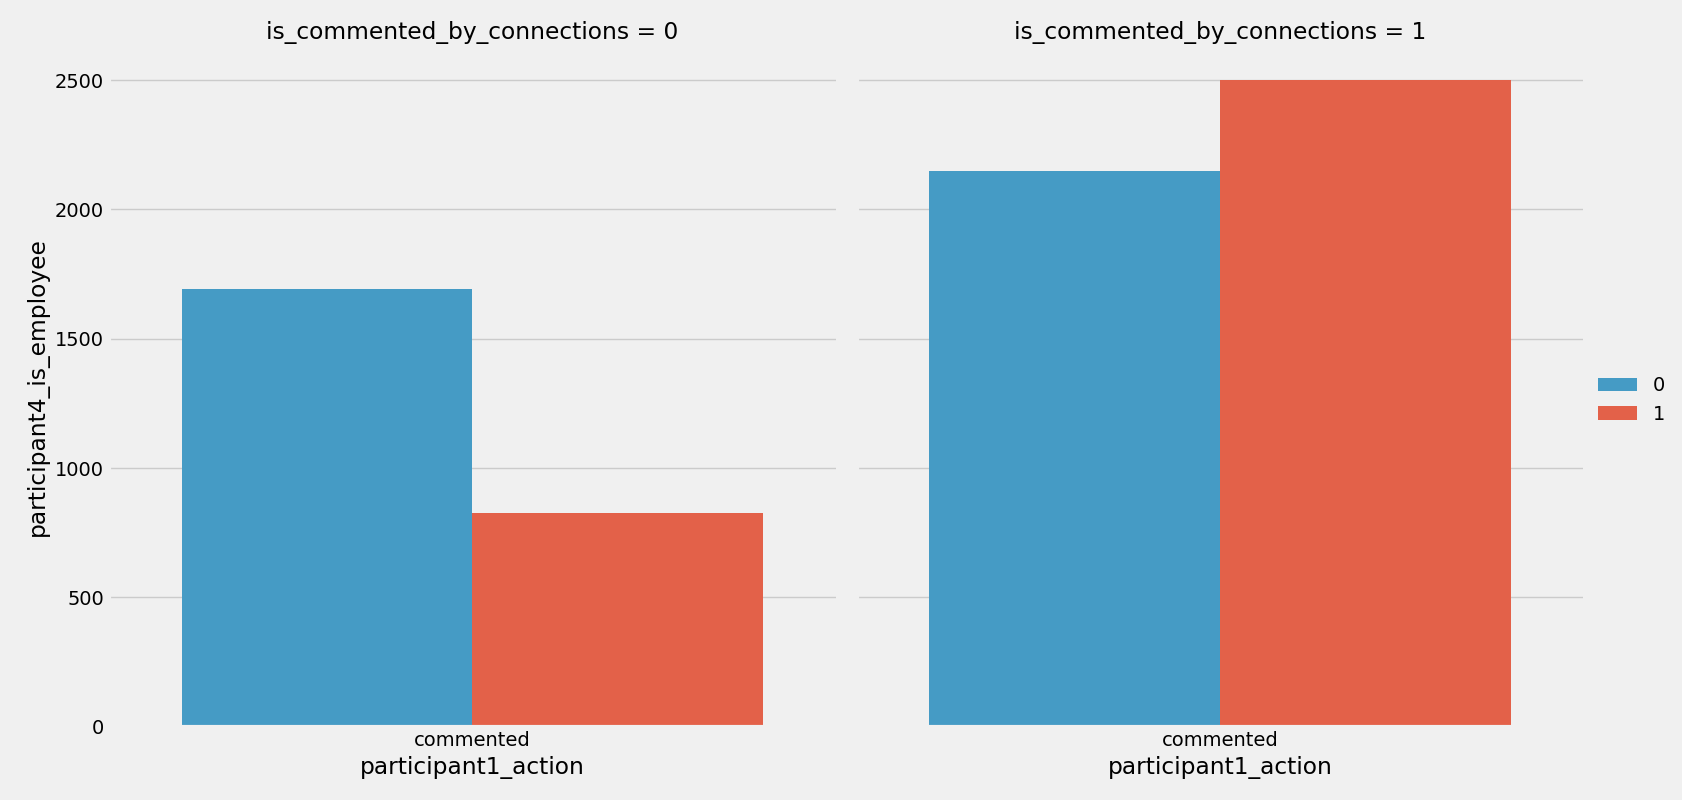 is_commented_by_connections = 0
is_commented_by_connections = 1
participant4_is_employee
2500
2000
1500
1000
500
0
commented
commented
participant1_action
participant1_action
0
1